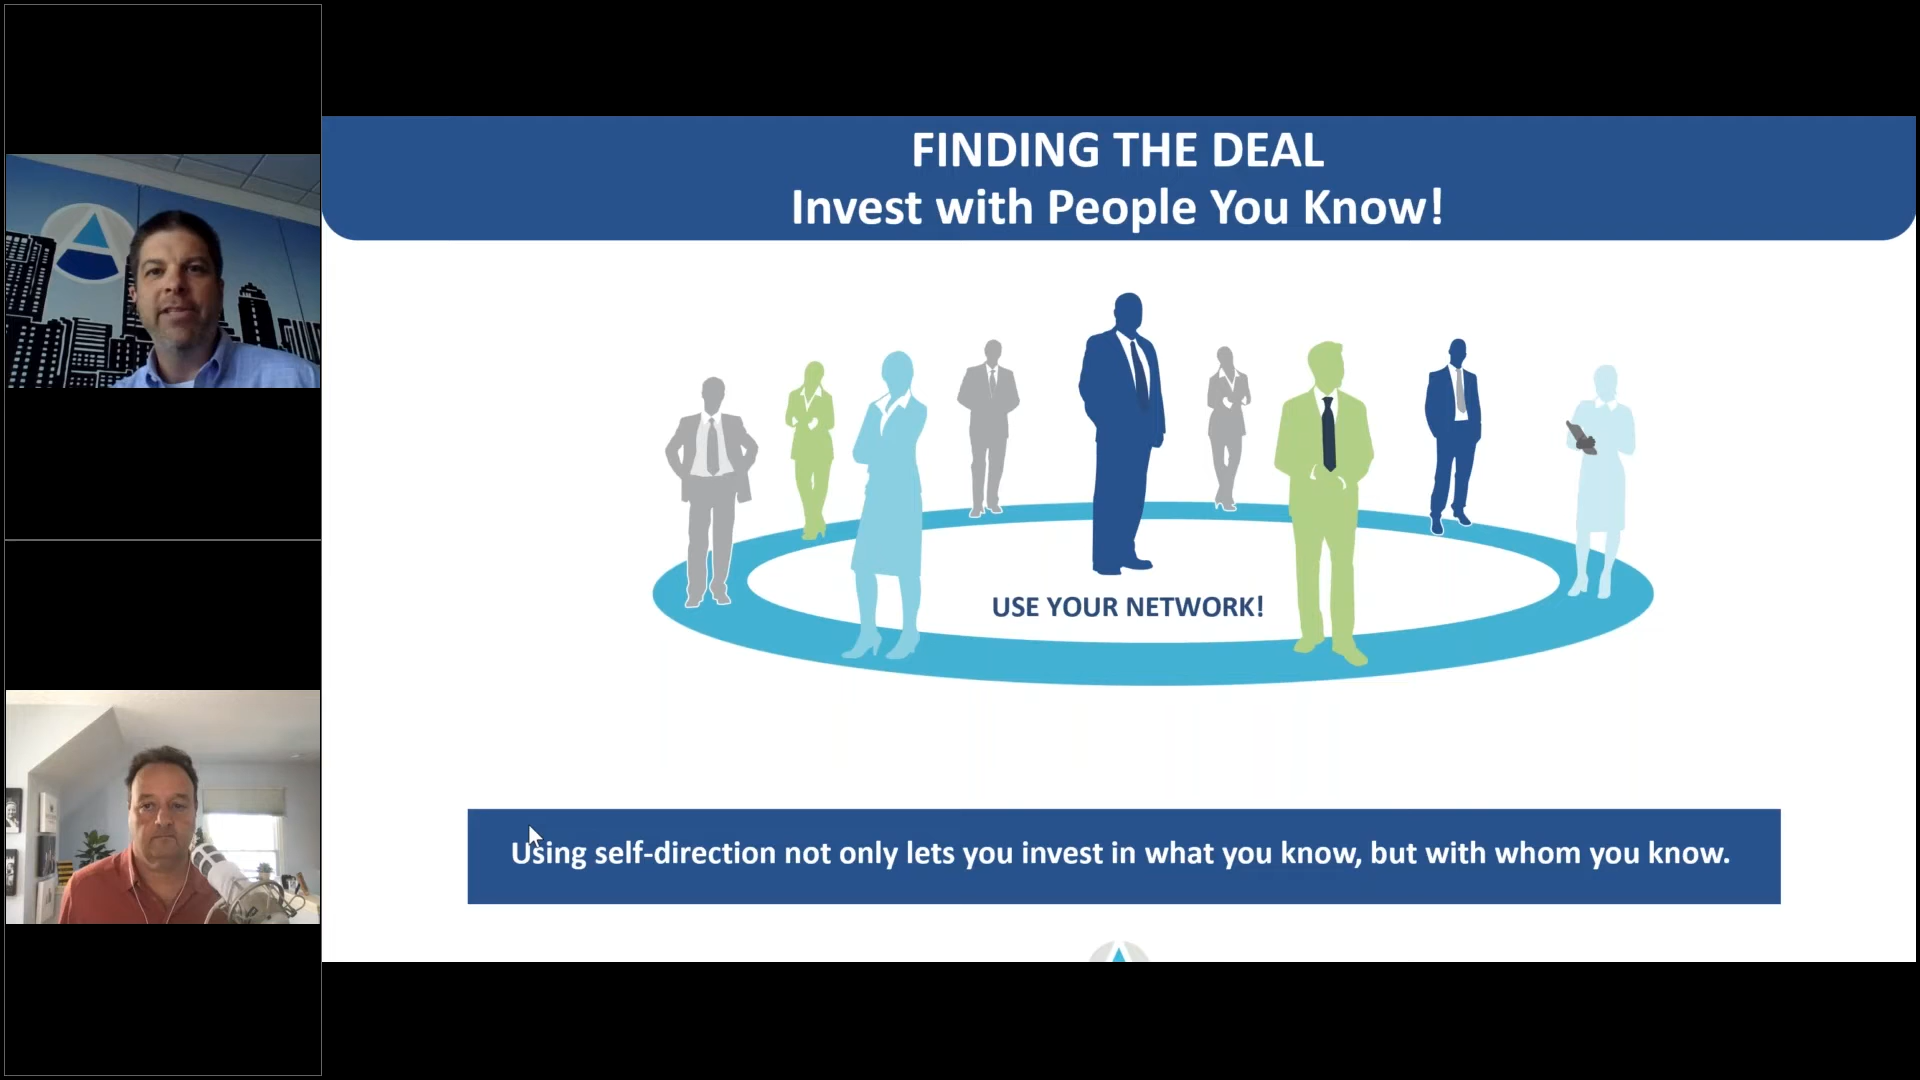 FINDING THE DEAL
Invest with People You Know!
USE YOUR NETWORK!
Using self-direction not only lets you invest in what you know, but with whom you know.